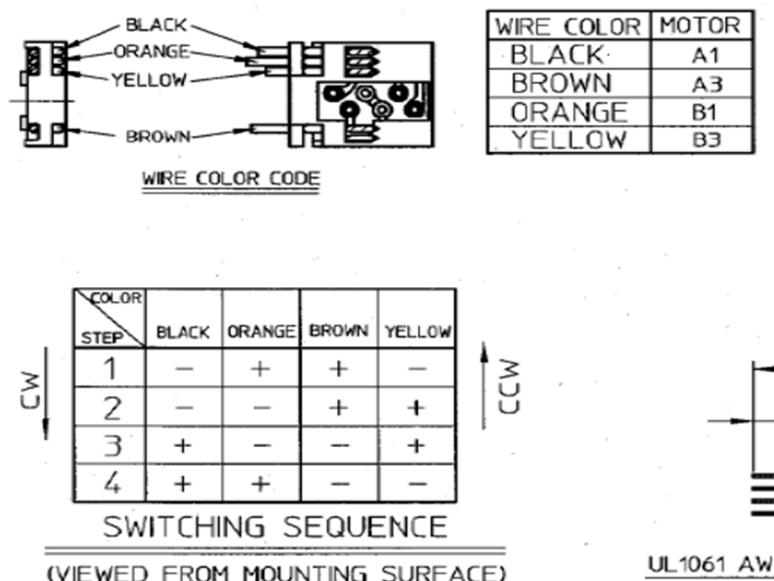 BLACK
ORANGE
YELLOW
BROWN
WIRE COLOR CODE
WIRE COLOR MOTOR
BLACK A1
BROWN A3
ORANGE B1
YELLOW B3
COLOR
STEP BLACK ORANGE BROWN YELLOW
1 − + + −
2 − − + +
3 + − − +
4 + + − −
CW
CCW
SWITCHING SEQUENCE
(VIEWED FROM MOUNTING SURFACE)
UL1061 AW